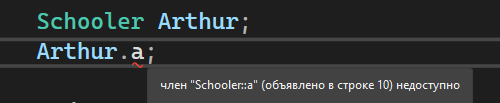 Schooler Arthur;
Arthur.a;
член "Schooler::a" (объявлено в строке 10) недоступно